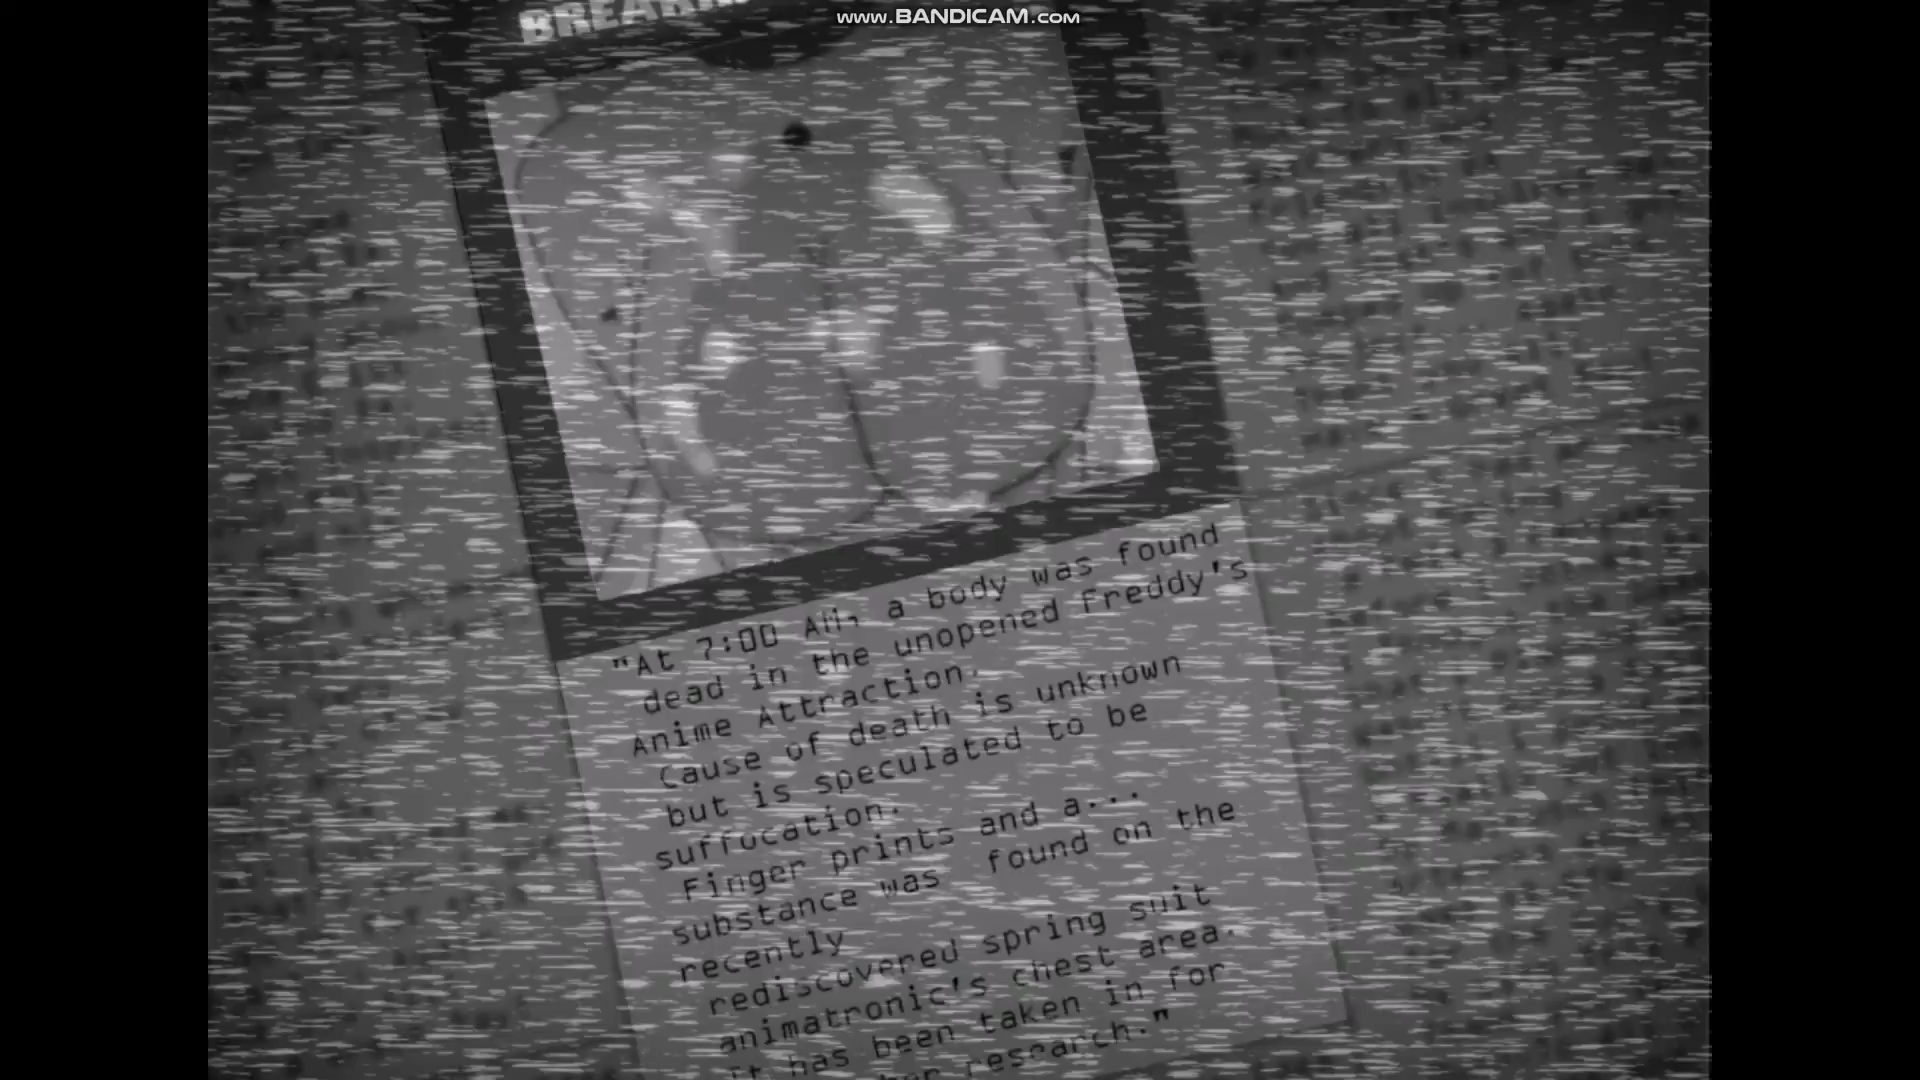 www.BANDICAM.com
"At 7:00 AM, a body was found
dead in the unopened Freddy's
Anime Attraction.
Cause of death is unknown
but is speculated to be
suffocation.
Finger prints and a...
substance was found on the
recently
rediscovered spring suit
animatronic's chest area.
It has been taken in for
research."